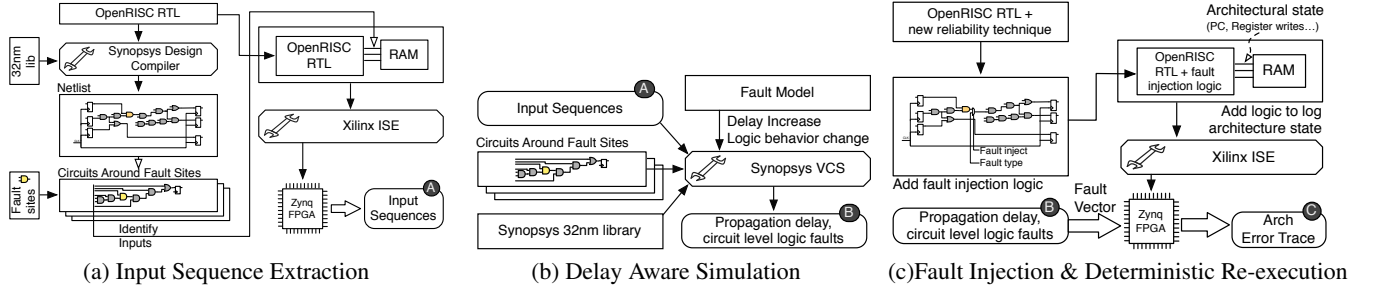 OpenRISC RTL
32nm
lib
Synopsys Design
Compiler
Netlist
Circuits Around Fault Sites
Fault
sites
Identify
Inputs
OpenRISC
RTL
RAM
Xilinx ISE
Zynq
FPGA
A
Input
Sequences
(a) Input Sequence Extraction
A
Input Sequences
Fault Model
Delay Increase
Logic behavior change
Circuits Around Fault Sites
Synopsys VCS
Synopsys 32nm library
B
Propagation delay,
circuit level logic faults
(b) Delay Aware Simulation
OpenRISC RTL +
new reliability technique
Architectural state
(PC, Register writes...)
OpenRISC
RTL + fault
injection logic
RAM
Add logic to log
architecture state
Fault inject
Fault type
Add fault injection logic
Xilinx ISE
B
Propagation delay,
circuit level logic faults
Fault
Vector
Zynq
FPGA
C
Arch
Error Trace
(c)Fault Injection & Deterministic Re-execution